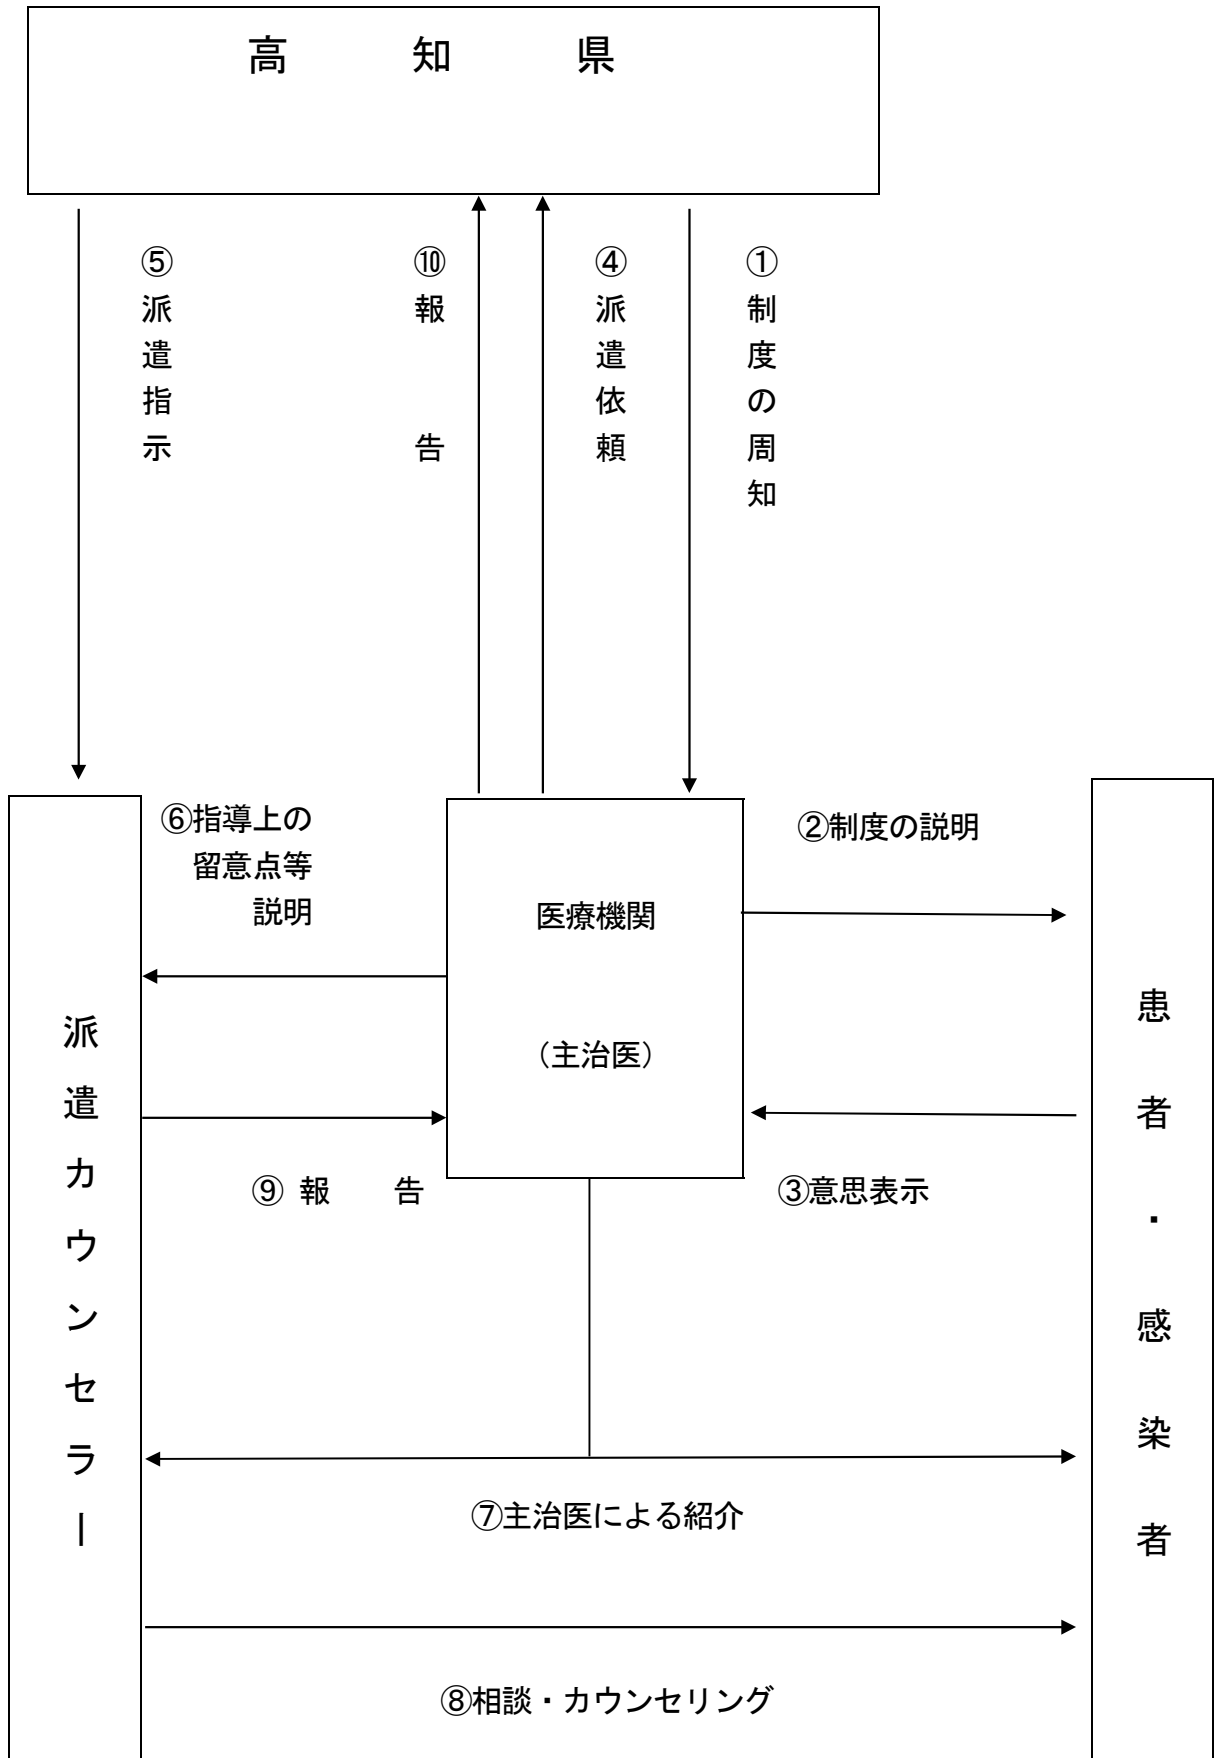 高　知　県
⑤派遣指示
⑩報　告
④派遣依頼
①制度の周知
⑥指導上の
留意点等
説明
医療機関
（主治医）
②制度の説明
派遣カウンセラー
患者・感染者
⑨ 報　告
③意思表示
⑦主治医による紹介
⑧相談・カウンセリング